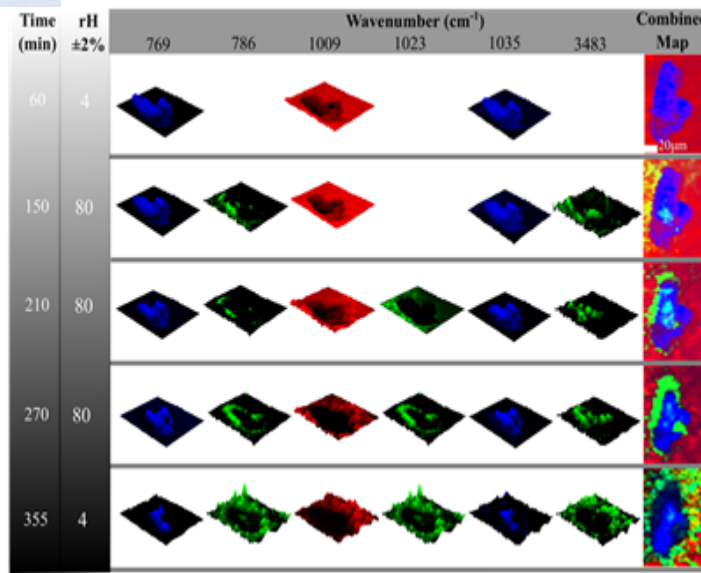 Time rH Wavenumber (cm⁻¹) Combined
(min) ±2% 769 786 1009 1023 1035 3483 Map
60 4
20µm
150 80
210 80
270 80
355 4